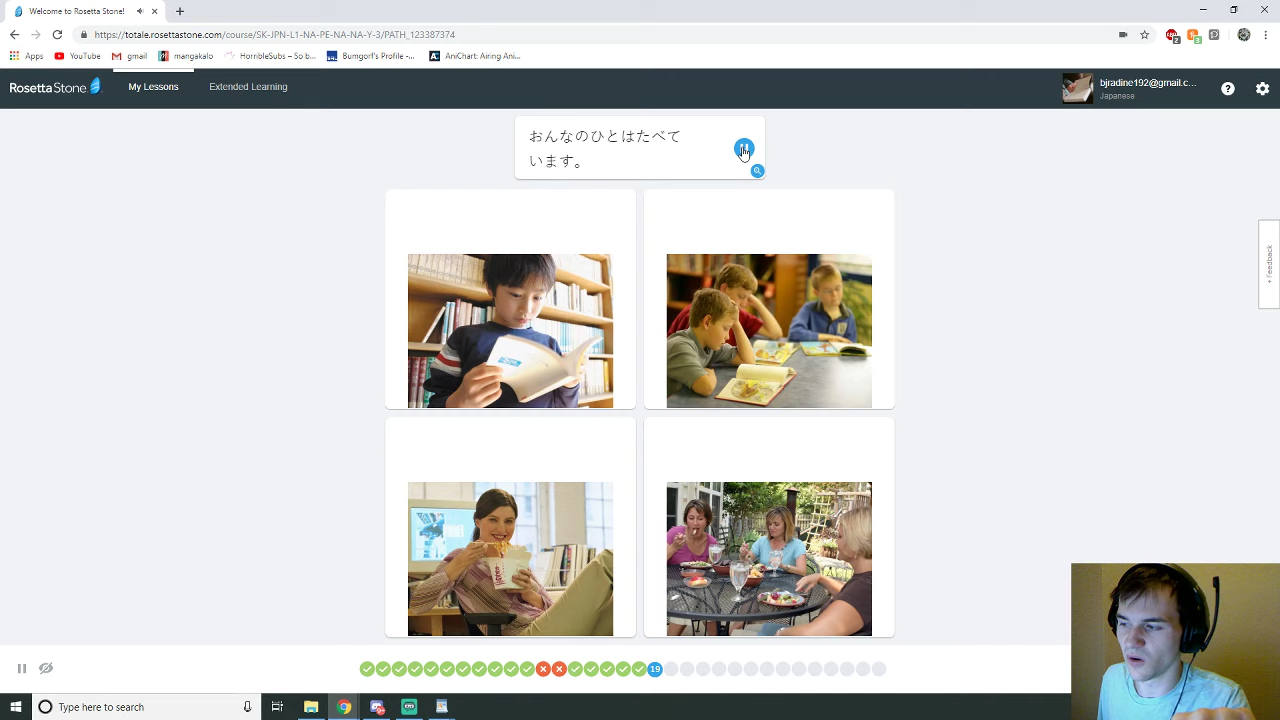 Welcome to Rosetta Stone!
https://totale.rosettastone.com/course/SK-JPN-L1-NA-PE-NA-NA-Y-3/PATH_123387374
Apps
YouTube
gmail
mangakalo
HorribleSubs – So b...
Bumgorf's Profile -...
AniChart: Airing Ani...
RosettaStone
My Lessons
Extended Learning
bjradine192@gmail.c...
Japanese
おんなのひとはたべて
います。
+ Feedback
19
Type here to search